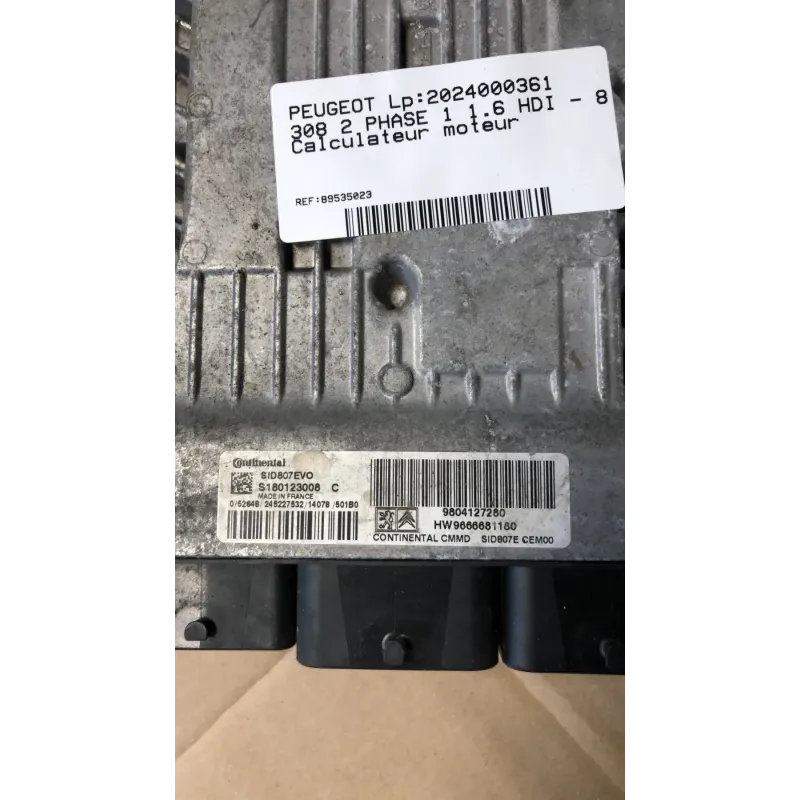 PEUGEOT Lp:2024000361
308 2 PHASE 1 1.6 HDI - 8
Calculateur moteur
REF:89535023
Continental
SID807EVO
S180123008 C
MADE IN FRANCE
0/5264B/245227532/14078/501B0
9804127280
HW9666681180
CONTINENTAL CMMD SID807E CEM00